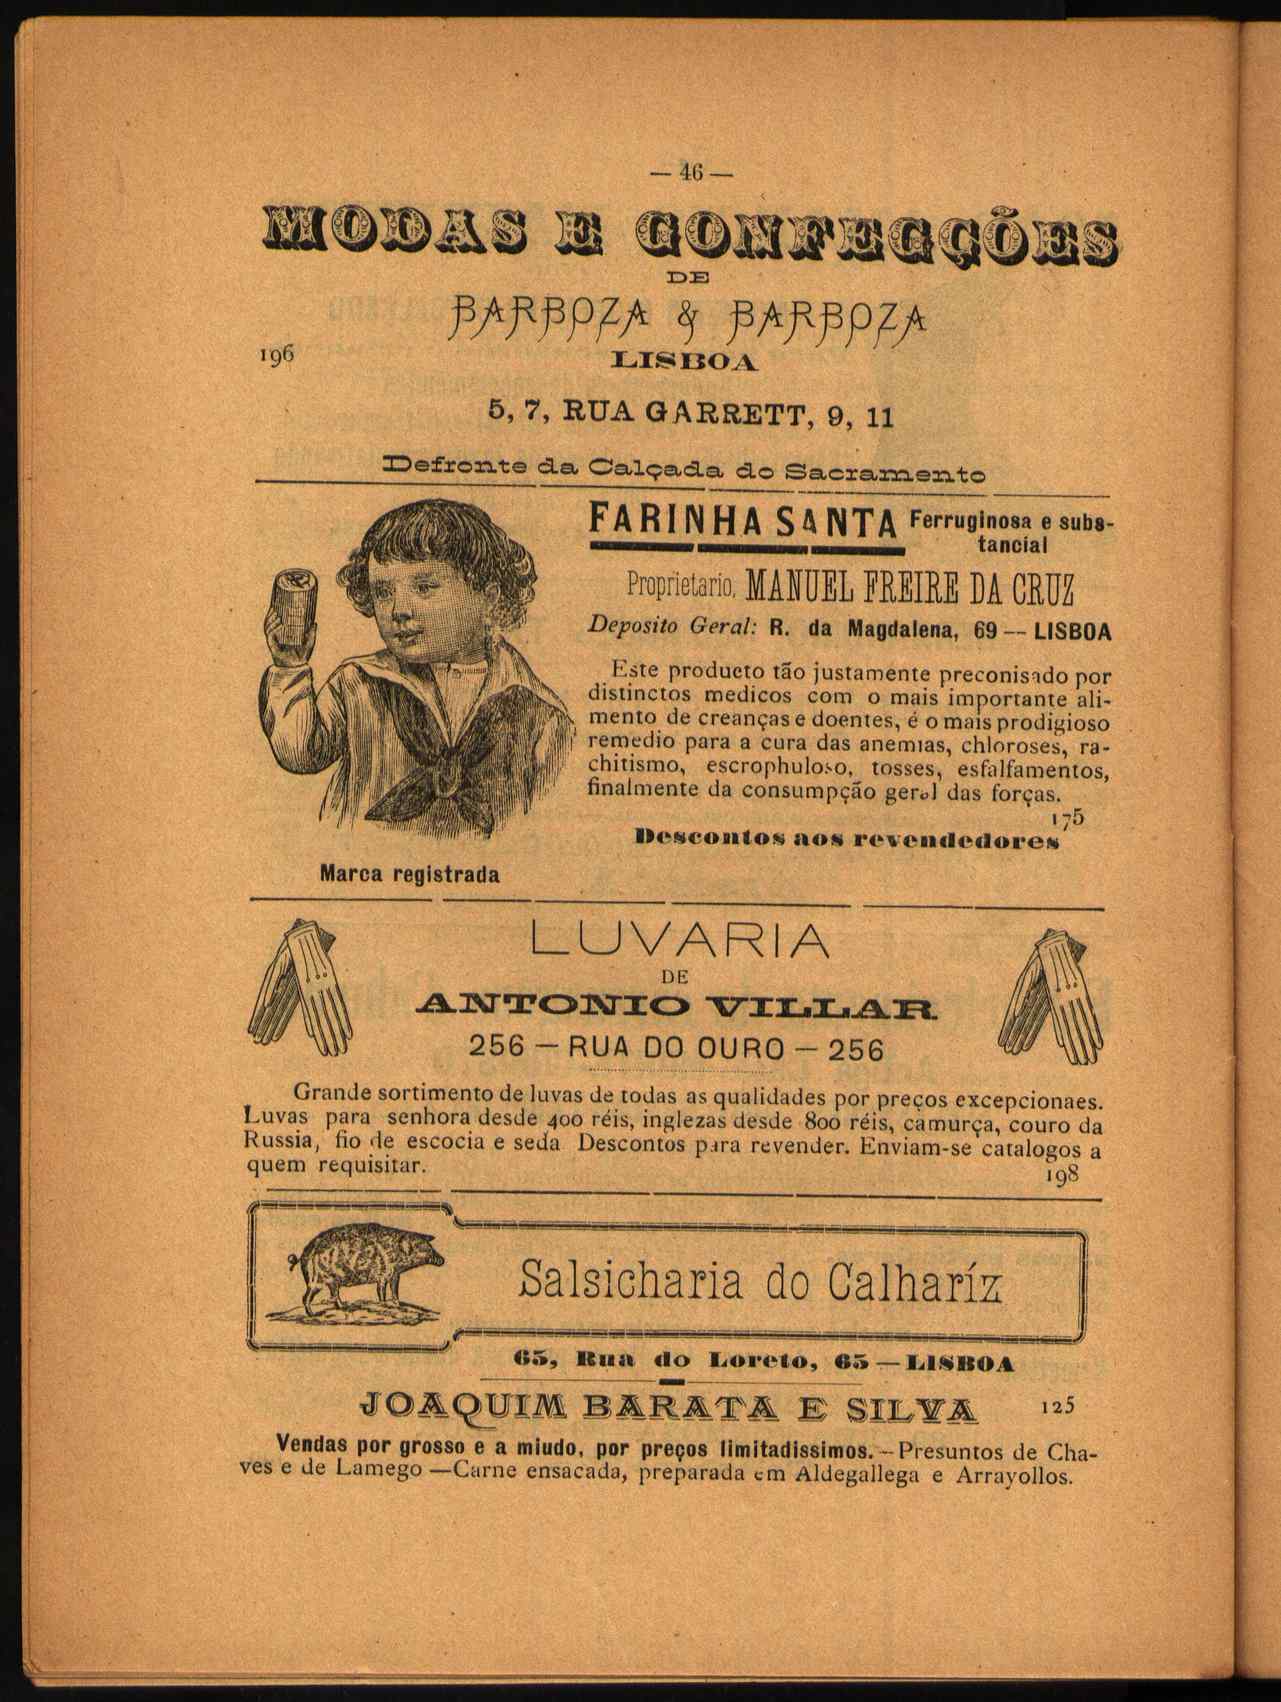 — 46 —
MODAS E CONFECÇÕES
DE
BARBOZA & BARBOZA
196
LISBOA
5, 7, RUA GARRETT, 9, 11
Defronte da Calçada do Sacramento
FARINHA SANTA Ferruginosa e subs-
tancial
Proprietario, MANUEL FREIRE DA CRUZ
Deposito Geral: R. da Magdalena, 69 — LISBOA
Este producto tão justamente preconisado por
distinctos medicos com o mais importante ali-
mento de creanças e doentes, é o mais prodigioso
remedio para a cura das anemias, chloroses, ra-
chitismo, escrophuloso, tosses, esfalfamentos,
finalmente da consumpção geral das forças.
175
Descontos aos revendedores
Marca registrada
LUVARIA
DE
ANTONIO VILLAR
256 — RUA DO OURO — 256
Grande sortimento de luvas de todas as qualidades por preços excepcionaes.
Luvas para senhora desde 400 réis, inglezas desde 800 réis, camurça, couro da
Russia, fio de escocia e seda Descontos para revender. Enviam-se catalogos a
quem requisitar.
198
Salsicharia do Calharíz
65, Rua do Loreto, 65 — LISBOA
JOAQUIM BARATA E SILVA 125
Vendas por grosso e a miudo, por preços limitadissimos. — Presuntos de Cha-
ves e de Lamego — Carne ensacada, preparada em Aldegallega e Arrayollos.